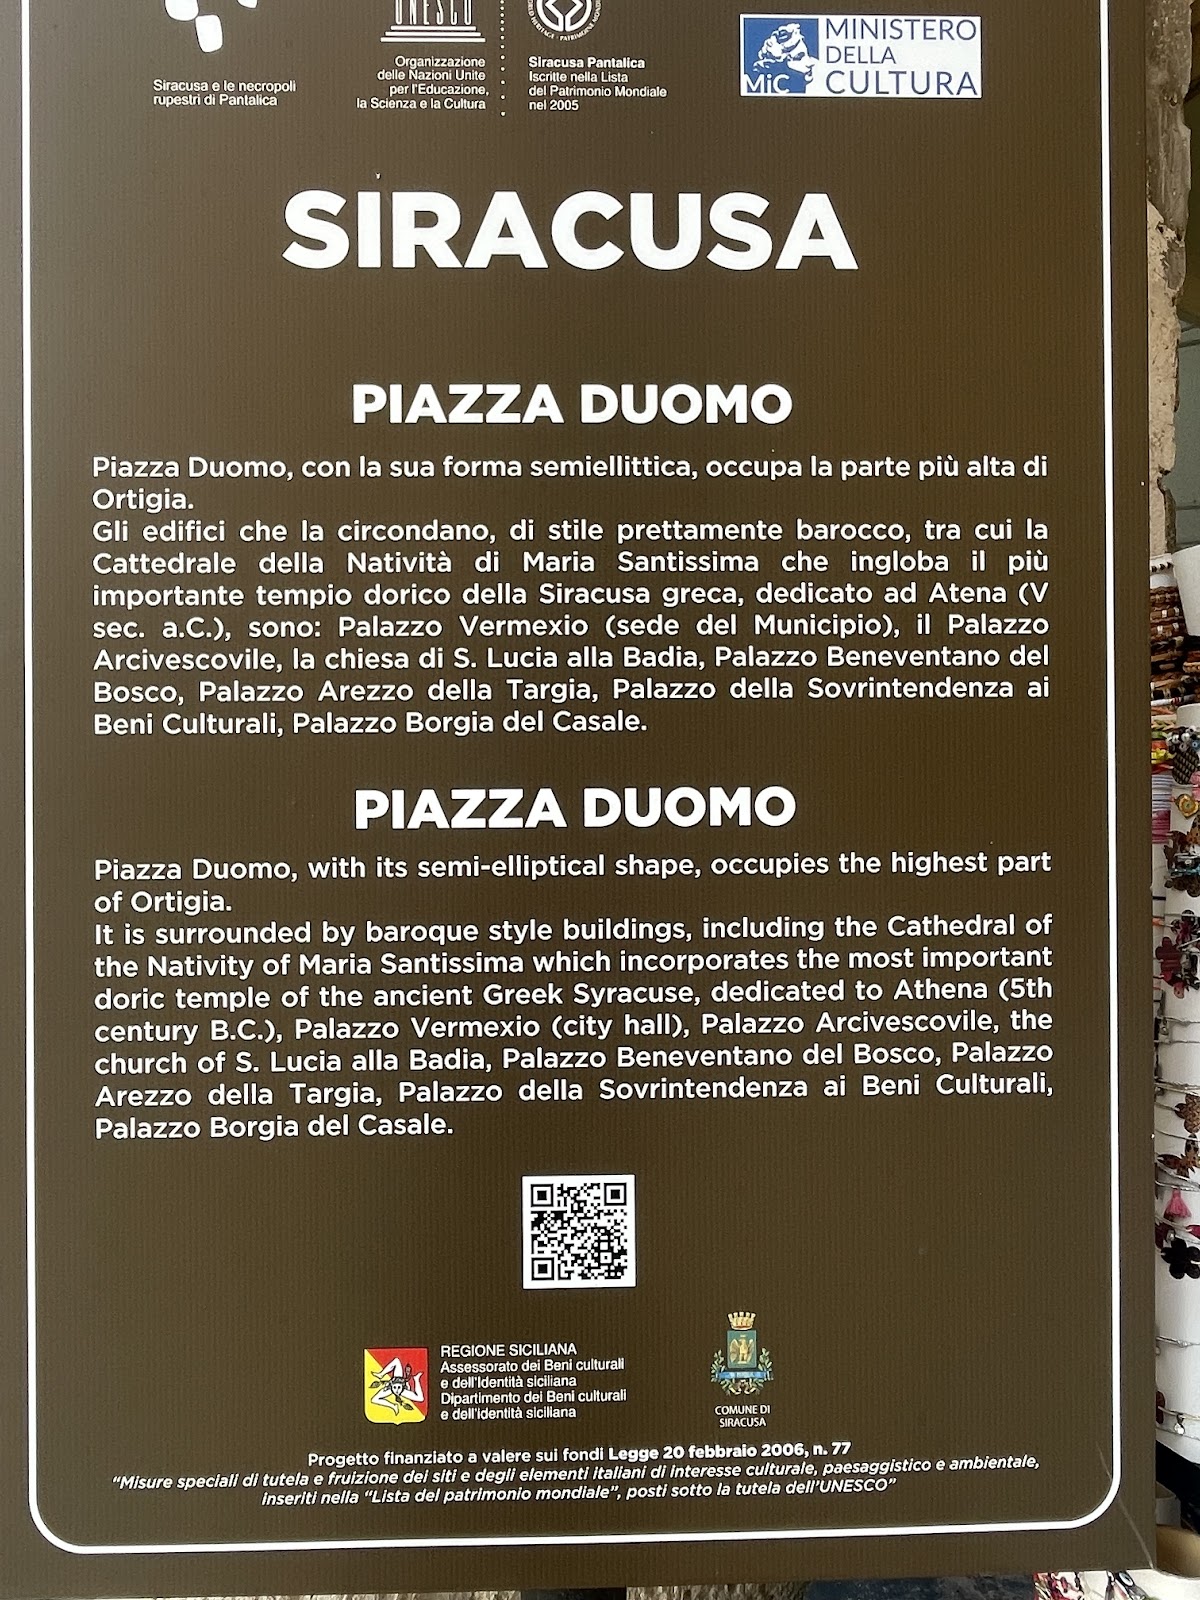 Siracusa e le necropoli
rupestri di Pantalica
UNESCO
Organizzazione
delle Nazioni Unite
per l'Educazione,
la Scienza e la Cultura
Siracusa Pantalica
Iscritte nella Lista
del Patrimonio Mondiale
nel 2005
MiC
MINISTERO
DELLA
CULTURA
SIRACUSA
PIAZZA DUOMO
Piazza Duomo, con la sua forma semiellittica, occupa la parte più alta di
Ortigia.
Gli edifici che la circondano, di stile prettamente barocco, tra cui la
Cattedrale della Natività di Maria Santissima che ingloba il più
importante tempio dorico della Siracusa greca, dedicato ad Atena (V
sec. a.C.), sono: Palazzo Vermexio (sede del Municipio), il Palazzo
Arcivescovile, la chiesa di S. Lucia alla Badia, Palazzo Beneventano del
Bosco, Palazzo Arezzo della Targia, Palazzo della Sovrintendenza ai
Beni Culturali, Palazzo Borgia del Casale.
PIAZZA DUOMO
Piazza Duomo, with its semi-elliptical shape, occupies the highest part
of Ortigia.
It is surrounded by baroque style buildings, including the Cathedral of
the Nativity of Maria Santissima which incorporates the most important
doric temple of the ancient Greek Syracuse, dedicated to Athena (5th
century B.C.), Palazzo Vermexio (city hall), Palazzo Arcivescovile, the
church of S. Lucia alla Badia, Palazzo Beneventano del Bosco, Palazzo
Arezzo della Targia, Palazzo della Sovrintendenza ai Beni Culturali,
Palazzo Borgia del Casale.
REGIONE SICILIANA
Assessorato dei Beni culturali
e dell'Identità siciliana
Dipartimento dei Beni culturali
e dell'identità siciliana
COMUNE DI
SIRACUSA
Progetto finanziato a valere sui fondi Legge 20 febbraio 2006, n. 77
"Misure speciali di tutela e fruizione dei siti e degli elementi italiani di interesse culturale, paesaggistico e ambientale,
inseriti nella "Lista del patrimonio mondiale", posti sotto la tutela dell'UNESCO"